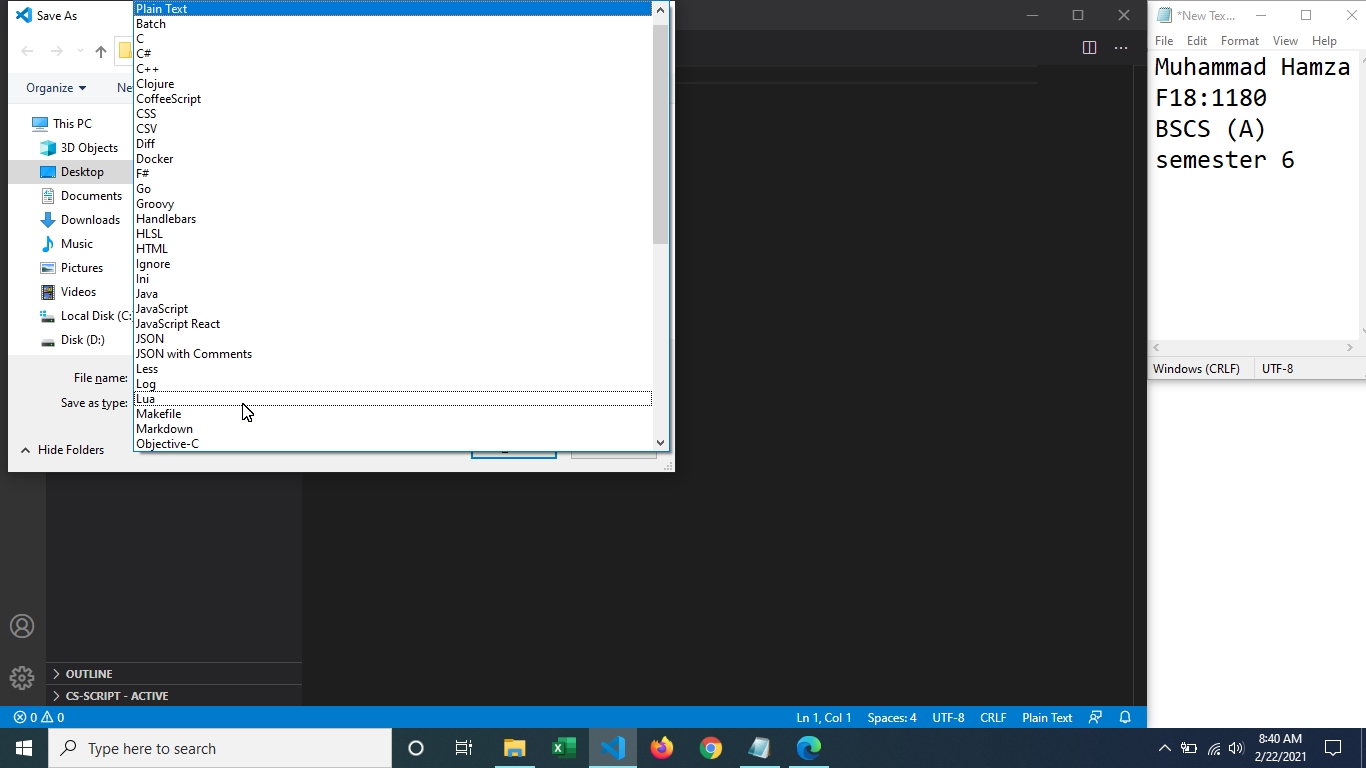 Save As
Organize
Ne
This PC
3D Objects
Desktop
Documents
Downloads
Music
Pictures
Videos
Local Disk (C:
Disk (D:)
File name:
Save as type:
Hide Folders
Plain Text
Batch
C
C#
C++
Clojure
CoffeeScript
CSS
CSV
Diff
Docker
F#
Go
Groovy
Handlebars
HLSL
HTML
Ignore
Ini
Java
JavaScript
JavaScript React
JSON
JSON with Comments
Less
Log
Lua
Makefile
Markdown
Objective-C
*New Tex...
File Edit Format View Help
Muhammad Hamza
F18:1180
BSCS (A)
semester 6
Windows (CRLF) UTF-8
OUTLINE
CS-SCRIPT - ACTIVE
0 0
Ln 1, Col 1 Spaces: 4 UTF-8 CRLF Plain Text
Type here to search
8:40 AM
2/22/2021